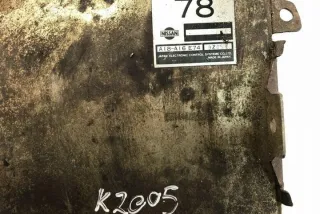 78
NISSAN
A18-A16 E74
JAPAN ELECTRONIC CONTROL SYSTEMS CO.,LTD.
MADE IN JAPAN
K2005